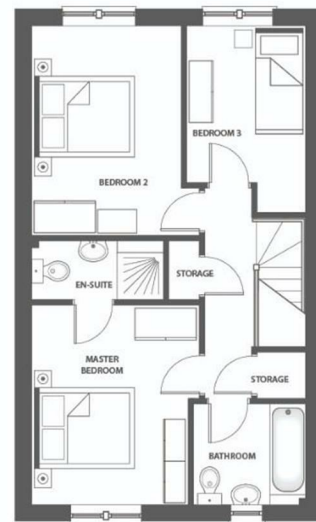 BEDROOM 3
BEDROOM 2
STORAGE
EN-SUITE
MASTER
BEDROOM
STORAGE
BATHROOM